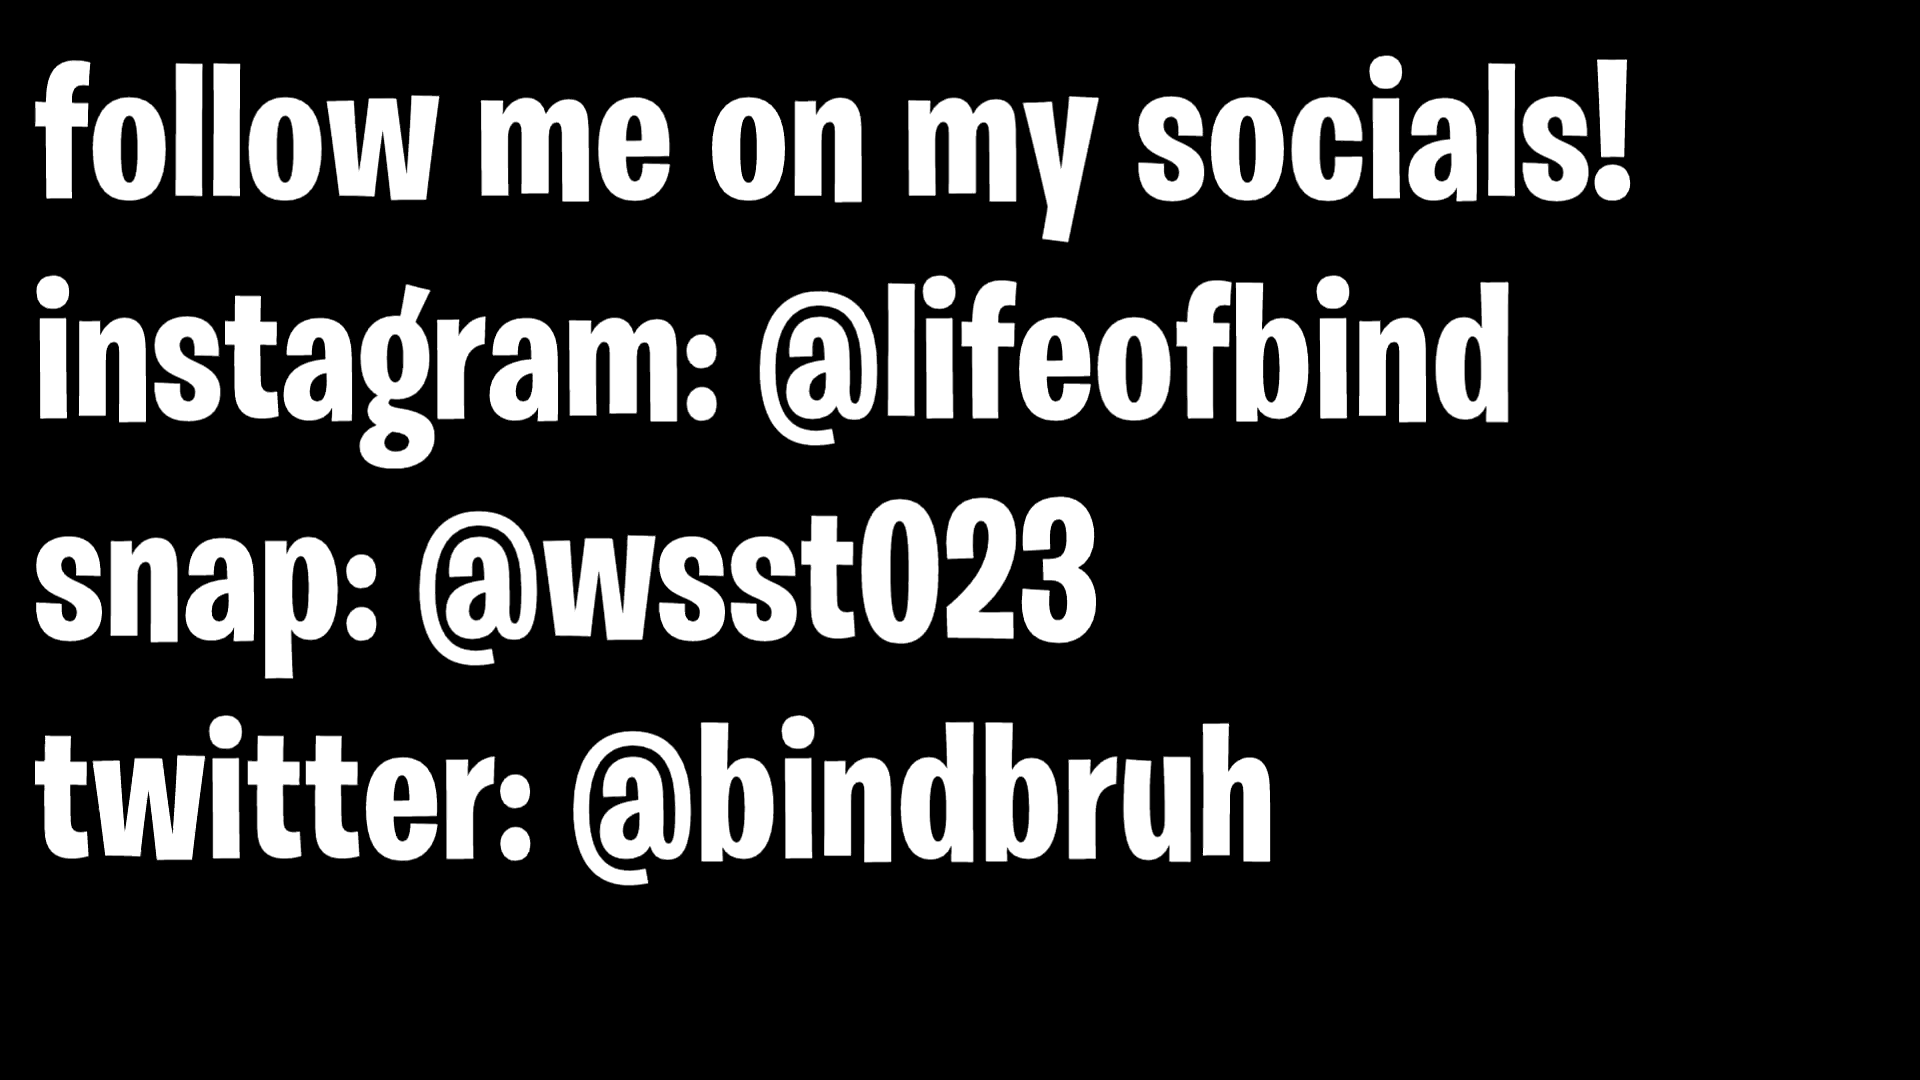 follow me on my socials!
instagram: @lifeofbind
snap: @wsst023
twitter: @bindbruh